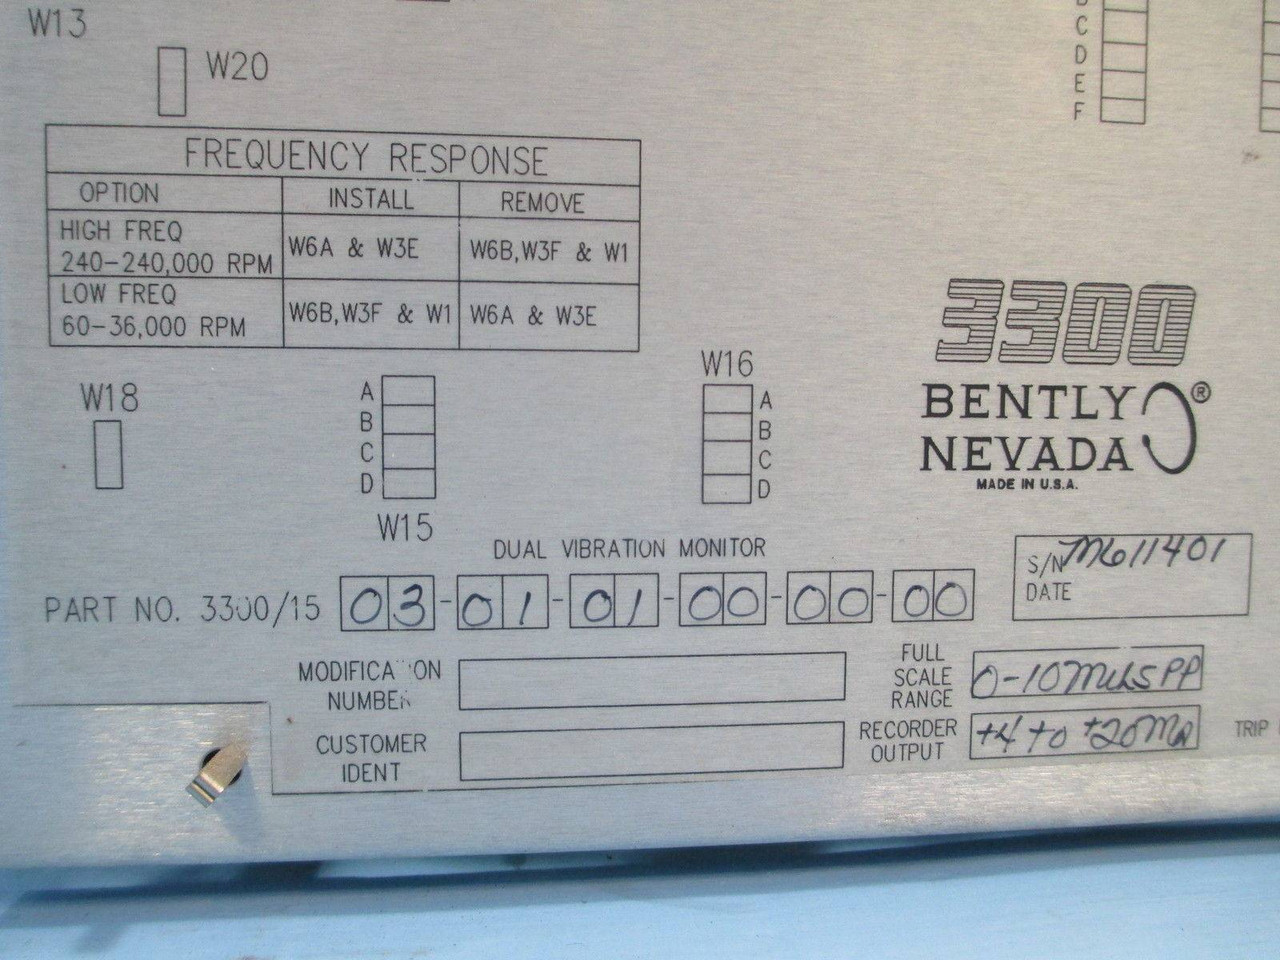 W13
W20
C
D
E
F
FREQUENCY RESPONSE
OPTION INSTALL REMOVE
HIGH FREQ
240-240,000 RPM W6A & W3E W6B,W3F & W1
LOW FREQ
60-36,000 RPM W6B,W3F & W1 W6A & W3E
3300
BENTLY ®
NEVADA
MADE IN U.S.A.
W18
A
B
C
D
W15
W16
A
B
C
D
DUAL VIBRATION MONITOR
PART NO. 3300/15 03-01-01-00-00-00
S/N M611401
DATE
MODIFICATION
NUMBER
FULL
SCALE
RANGE
0-10 MILS PP
CUSTOMER
IDENT
RECORDER
OUTPUT
+4 to +20MA
TRIP